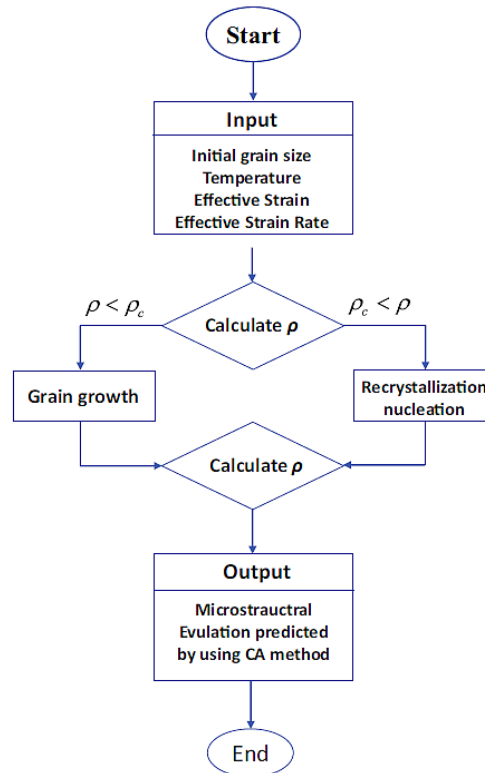 Start
Input
Initial grain size
Temperature
Effective Strain
Effective Strain Rate
ρ < ρc
ρc < ρ
Calculate ρ
Grain growth
Recrystallization
nucleation
Calculate ρ
Output
Microstrauctral
Evulation predicted
by using CA method
End